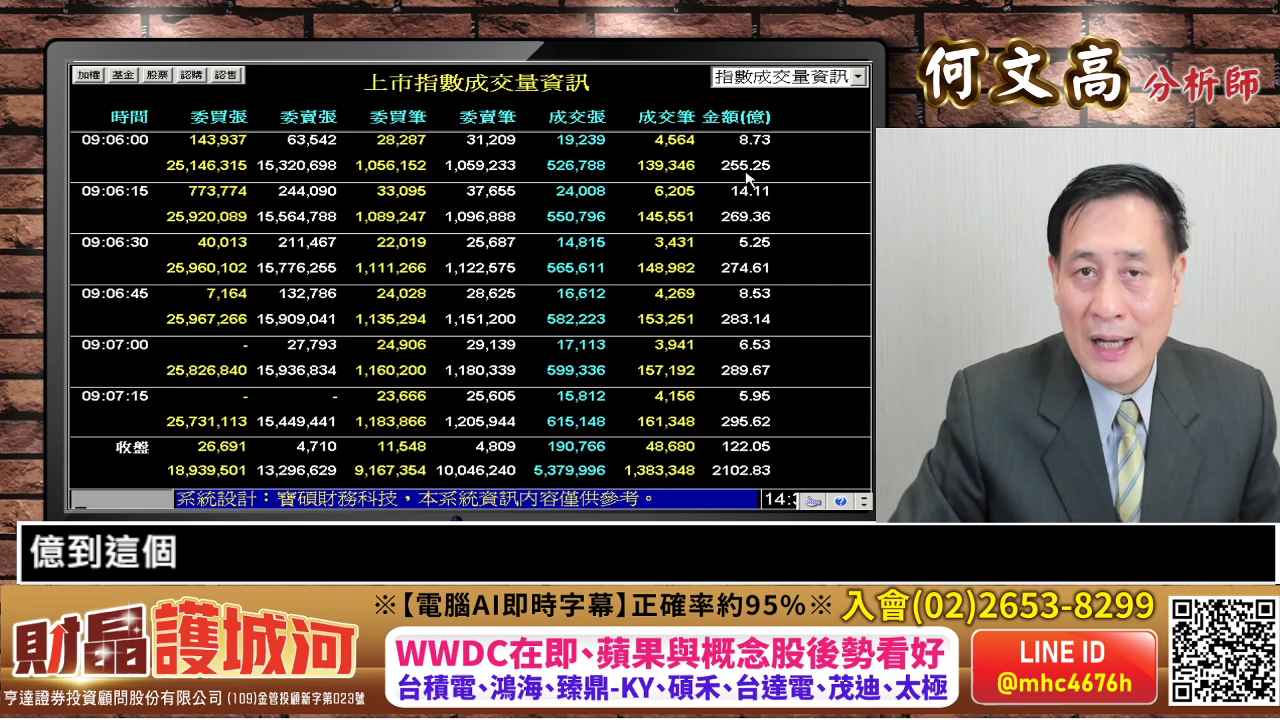 何文高 分析師
加權 基金 股票 認購 認售
上市指數成交量資訊
指數成交量資訊
時間 委買張 委賣張 委買筆 委賣筆 成交張 成交筆 金額(億)
09:06:00 143,937 63,542 28,287 31,209 19,239 4,564 8.73
25,146,315 15,320,698 1,056,152 1,059,233 526,788 139,346 255.25
09:06:15 773,774 244,090 33,095 37,655 24,008 6,205 14.11
25,920,089 15,564,788 1,089,247 1,096,888 550,796 145,551 269.36
09:06:30 40,013 211,467 22,019 25,687 14,815 3,431 5.25
25,960,102 15,776,255 1,111,266 1,122,575 565,611 148,982 274.61
09:06:45 7,164 132,786 24,028 28,625 16,612 4,269 8.53
25,967,266 15,909,041 1,135,294 1,151,200 582,223 153,251 283.14
09:07:00 - 27,793 24,906 29,139 17,113 3,941 6.53
25,826,840 15,936,834 1,160,200 1,180,339 599,336 157,192 289.67
09:07:15 - - 23,666 25,605 15,812 4,156 5.95
25,731,113 15,449,441 1,183,866 1,205,944 615,148 161,348 295.62
收盤 26,691 4,710 11,548 4,809 190,766 48,680 122.05
18,939,501 13,296,629 9,167,354 10,046,240 5,379,996 1,383,348 2102.83
系統設計：寶碩財務科技，本系統資訊內容僅供參考。
億到這個
※【電腦AI即時字幕】正確率約95%※ 入會(02)2653-8299
財晶護城河
亨達證券投資顧問股份有限公司 (109)金管投顧新字第023號
WWDC在即、蘋果與概念股後勢看好
台積電、鴻海、臻鼎-KY、碩禾、台達電、茂迪、太極
LINE ID
@mhc4676h